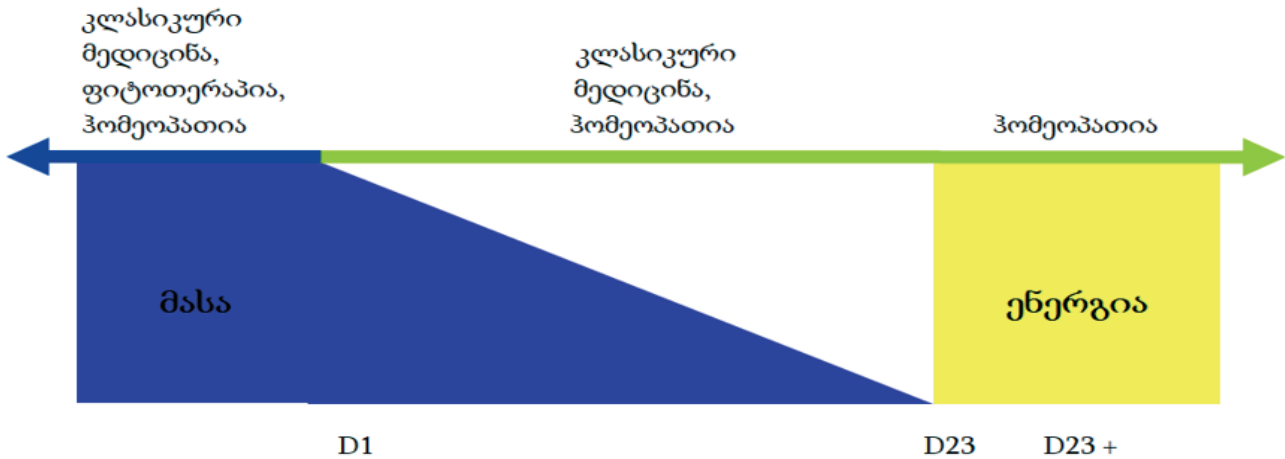 კლასიკური
მედიცინა,
ფიტოთერაპია,
ჰომეოპათია
კლასიკური
მედიცინა,
ჰომეოპათია
ჰომეოპათია
მასა
ენერგია
D1
D23
D23 +